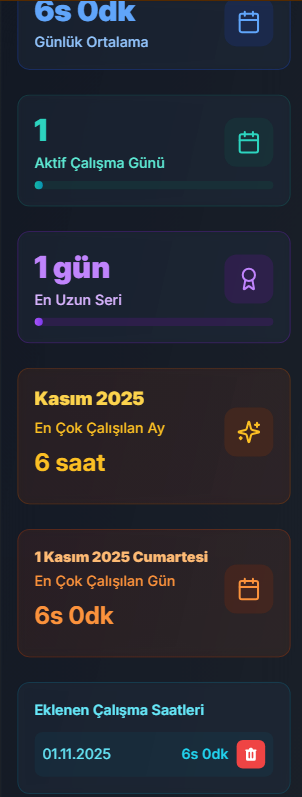 6s 0dk
Günlük Ortalama
1
Aktif Çalışma Günü
1 gün
En Uzun Seri
Kasım 2025
En Çok Çalışılan Ay
6 saat
1 Kasım 2025 Cumartesi
En Çok Çalışılan Gün
6s 0dk
Eklenen Çalışma Saatleri
01.11.2025 6s 0dk